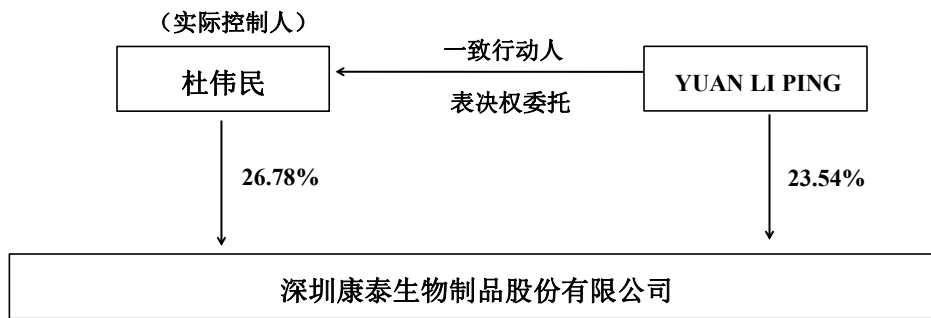 （实际控制人）
一致行动人
杜伟民
YUAN LI PING
表决权委托
26.78%
23.54%
深圳康泰生物制品股份有限公司